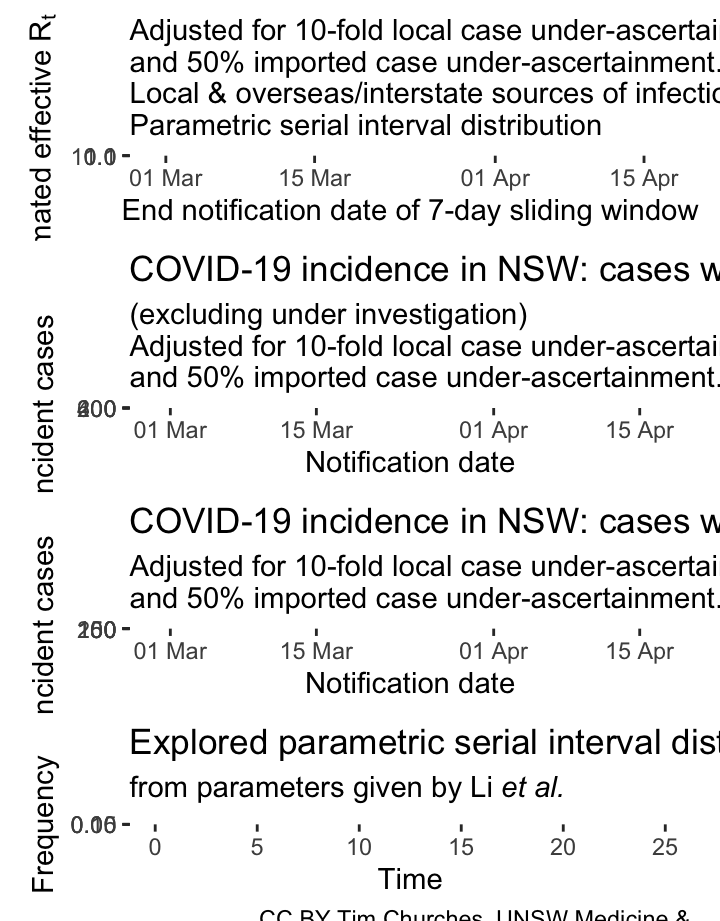 Adjusted for 10-fold local case under-ascertai
and 50% imported case under-ascertainment.
Local & overseas/interstate sources of infectio
Parametric serial interval distribution
nated effective Rt
01 Mar 15 Mar 01 Apr 15 Apr
End notification date of 7-day sliding window
COVID-19 incidence in NSW: cases w
(excluding under investigation)
Adjusted for 10-fold local case under-ascertai
and 50% imported case under-ascertainment.
ncident cases
01 Mar 15 Mar 01 Apr 15 Apr
Notification date
COVID-19 incidence in NSW: cases w
Adjusted for 10-fold local case under-ascertai
and 50% imported case under-ascertainment.
ncident cases
01 Mar 15 Mar 01 Apr 15 Apr
Notification date
Explored parametric serial interval dist
from parameters given by Li et al.
Frequency
0 5 10 15 20 25
Time
CC BY Tim Churches, UNSW Medicine &